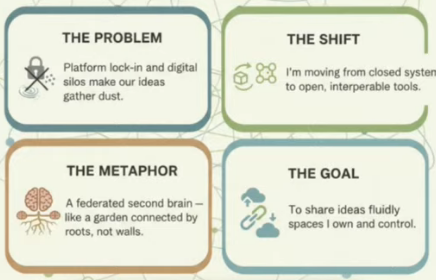 THE PROBLEM
Platform lock-in and digital
silos make our ideas
gather dust.
THE SHIFT
I'm moving from closed system
to open, interperable tools.
THE METAPHOR
A federated second brain —
like a garden connected by
roots, not walls.
THE GOAL
To share ideas fluidly
spaces I own and control.